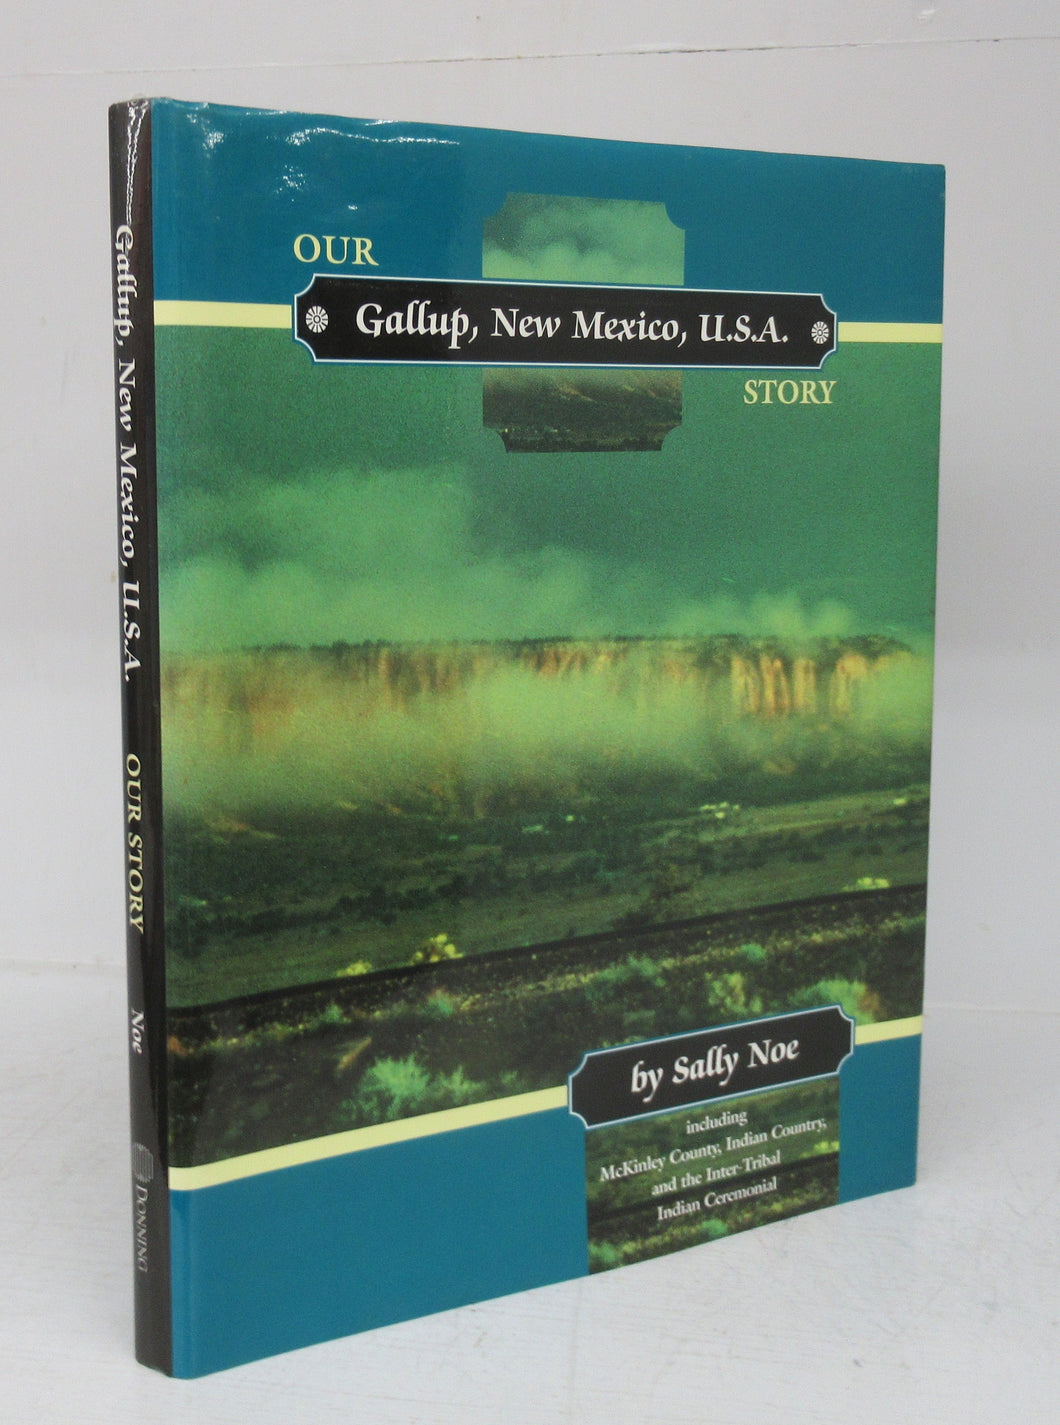 OUR
Gallup, New Mexico, U.S.A.
STORY
by Sally Noe
including
McKinley County, Indian Country,
and the Inter-Tribal
Indian Ceremonial
Gallup, New Mexico, U.S.A. OUR STORY Noe DONNING